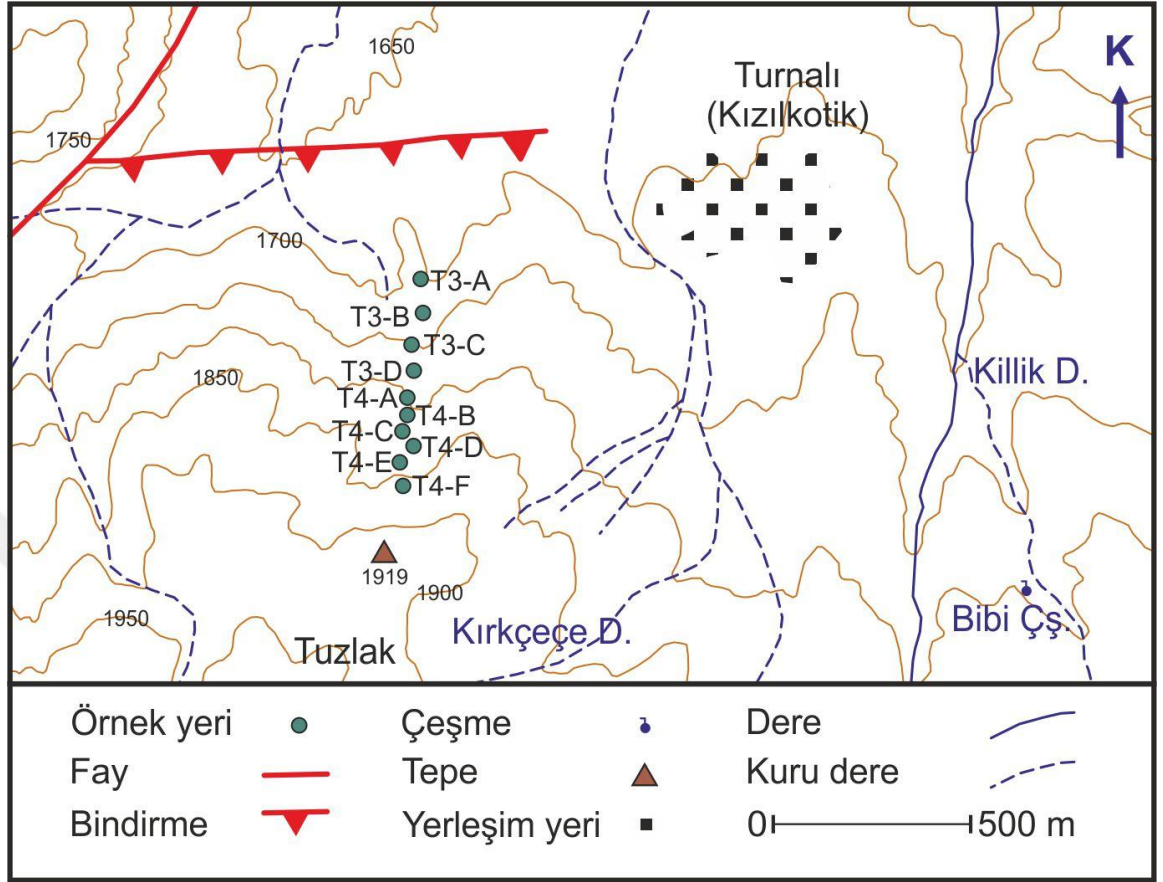 1650
K
Turnalı
(Kızılkotik)
1750
1700
T3-A
T3-B
T3-C
T3-D
1850
T4-A
T4-B
T4-C
T4-D
T4-E
T4-F
Killik D.
1919
1900
1950
Tuzlak
Kırkçeçe D.
Bibi Çş.
Örnek yeri
Çeşme
Dere
Fay
Tepe
Kuru dere
Bindirme
Yerleşim yeri
0 500 m